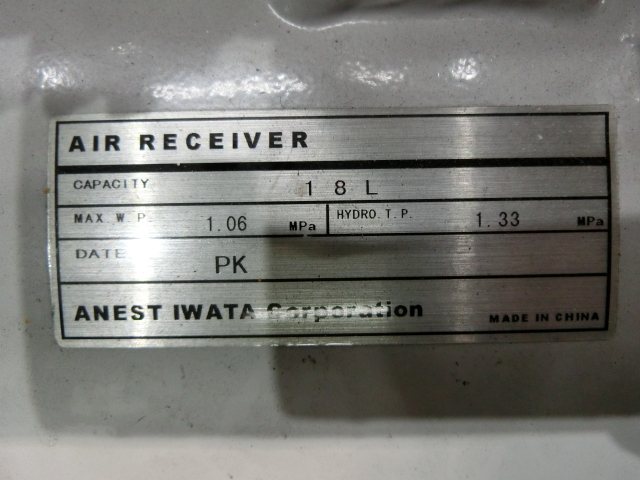 AIR RECEIVER
CAPACITY 18L
MAX.W.P. 1.06 MPa HYDRO.T.P. 1.33 MPa
DATE PK
ANEST IWATA Corporation MADE IN CHINA